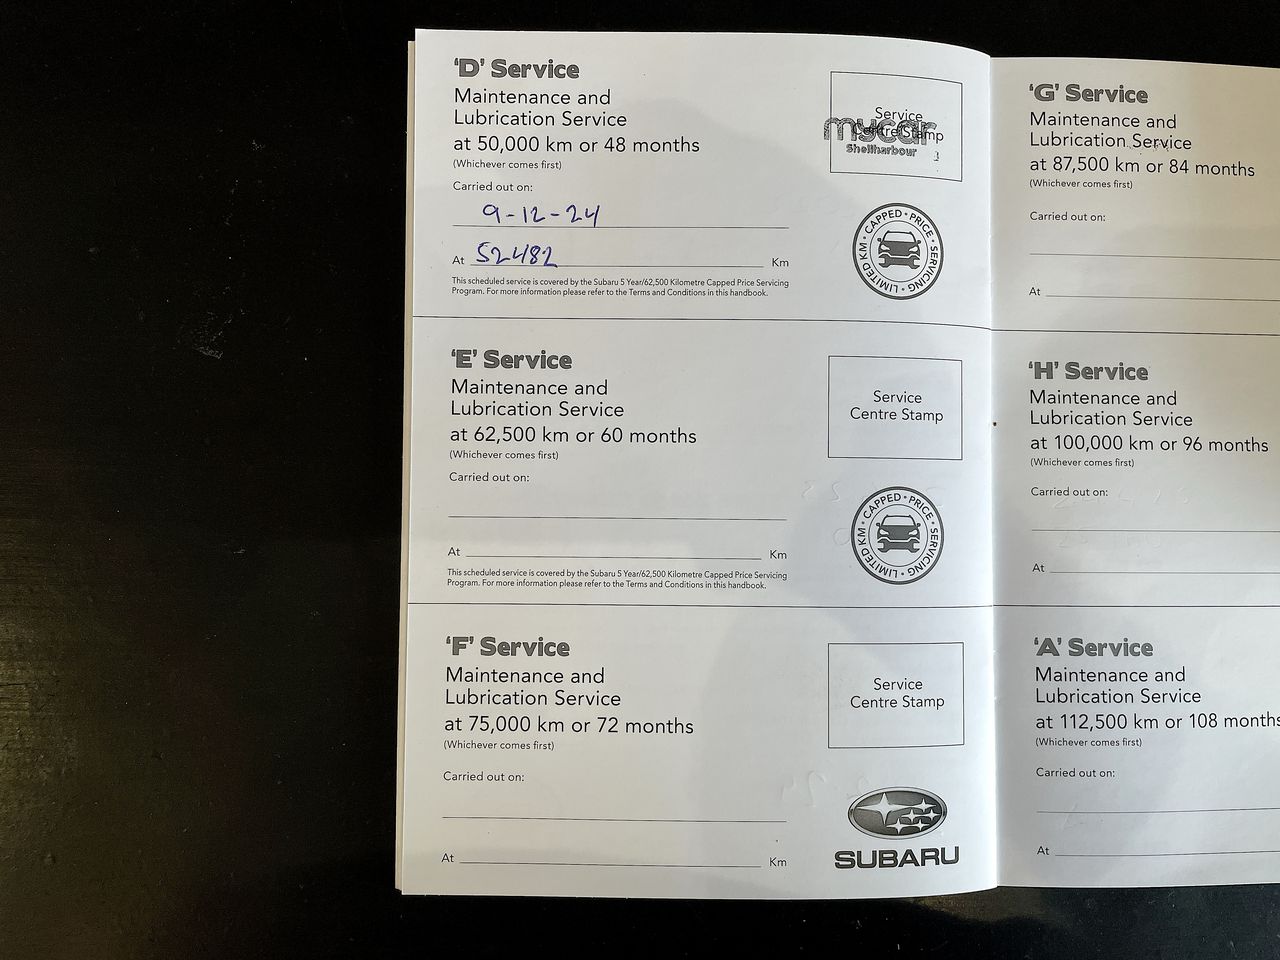 ‘D’ Service
Maintenance and
Lubrication Service
at 50,000 km or 48 months
(Whichever comes first)
Carried out on:
9-12-24
At 52482 Km
This scheduled service is covered by the Subaru 5 Year/62,500 Kilometre Capped Price Servicing
Program. For more information please refer to the Terms and Conditions in this handbook.
Service
Centre Stamp
mycar
Shellharbour
CAPPED • PRICE • SERVICING • LIMITED KM •
‘E’ Service
Maintenance and
Lubrication Service
at 62,500 km or 60 months
(Whichever comes first)
Carried out on:
At Km
This scheduled service is covered by the Subaru 5 Year/62,500 Kilometre Capped Price Servicing
Program. For more information please refer to the Terms and Conditions in this handbook.
Service
Centre Stamp
CAPPED • PRICE • SERVICING • LIMITED KM •
‘F’ Service
Maintenance and
Lubrication Service
at 75,000 km or 72 months
(Whichever comes first)
Carried out on:
At Km
Service
Centre Stamp
SUBARU
‘G’ Service
Maintenance and
Lubrication Service
at 87,500 km or 84 months
(Whichever comes first)
Carried out on:
At
‘H’ Service
Maintenance and
Lubrication Service
at 100,000 km or 96 months
(Whichever comes first)
Carried out on:
At
‘A’ Service
Maintenance and
Lubrication Service
at 112,500 km or 108 months
(Whichever comes first)
Carried out on:
At